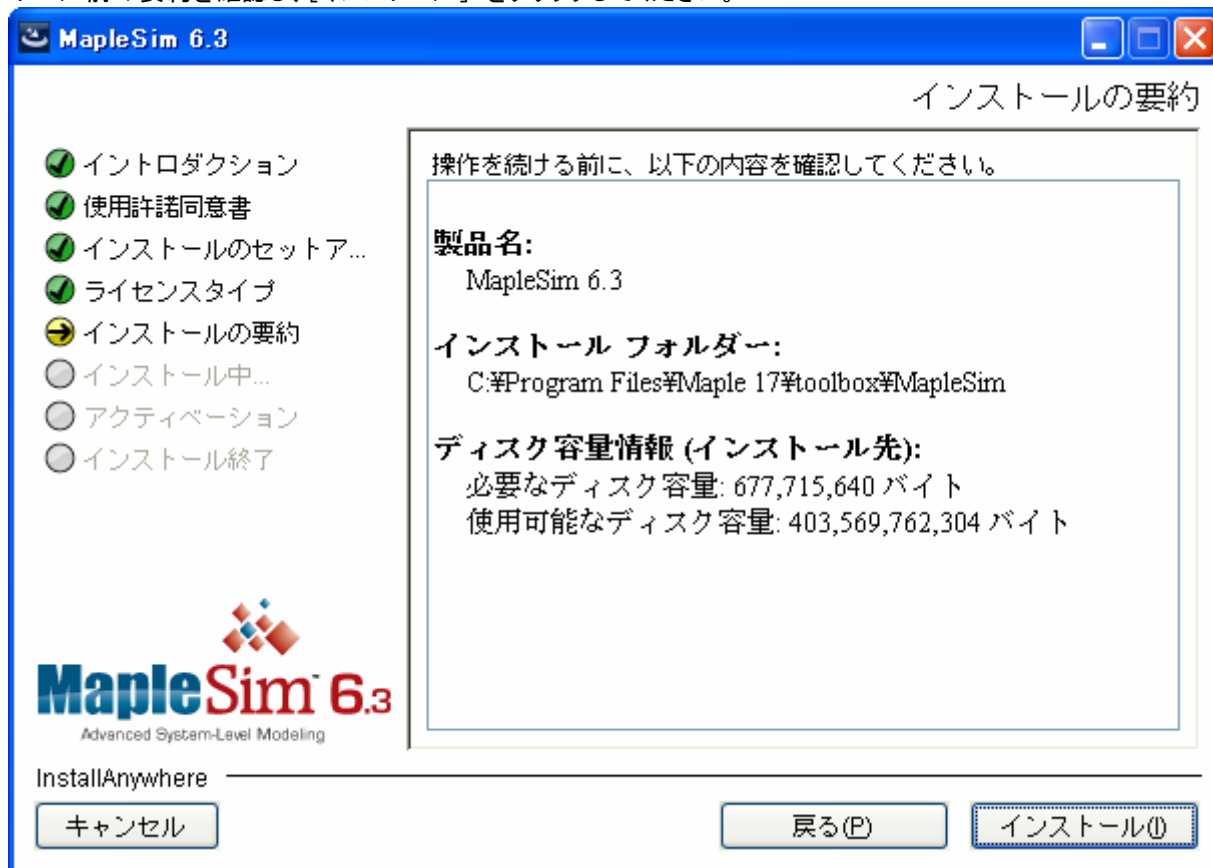 MapleSim 6.3
インストールの要約
イントロダクション
使用許諾同意書
インストールのセットア...
ライセンスタイプ
インストールの要約
インストール中...
アクティベーション
インストール終了
操作を続ける前に、以下の内容を確認してください。
製品名:
MapleSim 6.3
インストール フォルダー:
C:¥Program Files¥Maple 17¥toolbox¥MapleSim
ディスク容量情報 (インストール先):
必要なディスク容量: 677,715,640 バイト
使用可能なディスク容量: 403,569,762,304 バイト
MapleSim™ 6.3
Advanced System-Level Modeling
InstallAnywhere
キャンセル
戻る(P)
インストール(I)